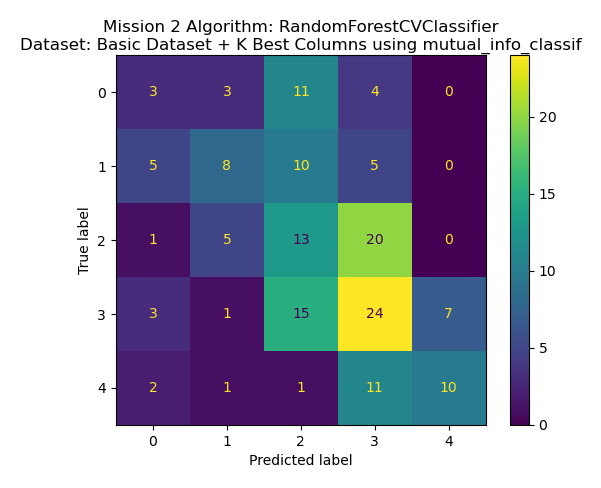 Mission 2 Algorithm: RandomForestCVClassifier
Dataset: Basic Dataset + K Best Columns using mutual_info_classif
0 3 3 11 4 0
1 5 8 10 5 0
2 1 5 13 20 0
3 3 1 15 24 7
4 2 1 1 11 10
0 1 2 3 4
Predicted label
True label
20
15
10
5
0